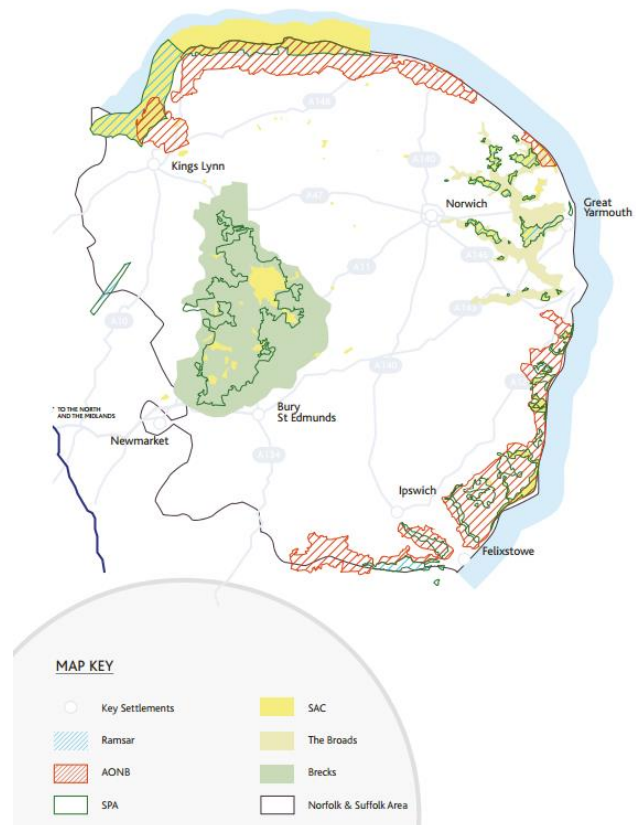 A148
Kings Lynn
A140
A47
Norwich
Great
Yarmouth
A11
A146
A143
A10
A140
TO THE NORTH
AND THE MIDLANDS
Bury
St Edmunds
Newmarket
A134
Ipswich
Felixstowe
MAP KEY
Key Settlements
SAC
Ramsar
The Broads
AONB
Brecks
SPA
Norfolk & Suffolk Area